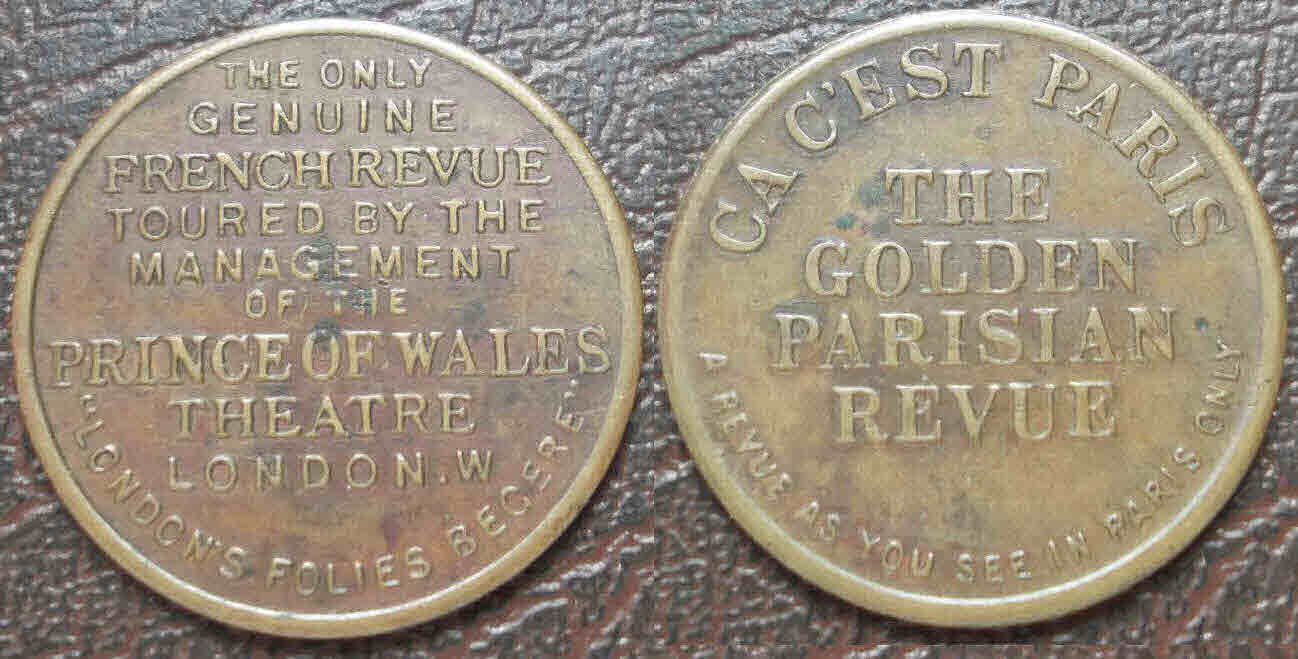 THE ONLY
GENUINE
FRENCH REVUE
TOURED BY THE
MANAGEMENT
OF THE
PRINCE OF WALES
THEATRE
LONDON. W
"LONDON'S FOLIES BEGERE"
CA C'EST PARIS
THE
GOLDEN
PARISIAN
REVUE
A REVUE AS YOU SEE IN PARIS ONLY